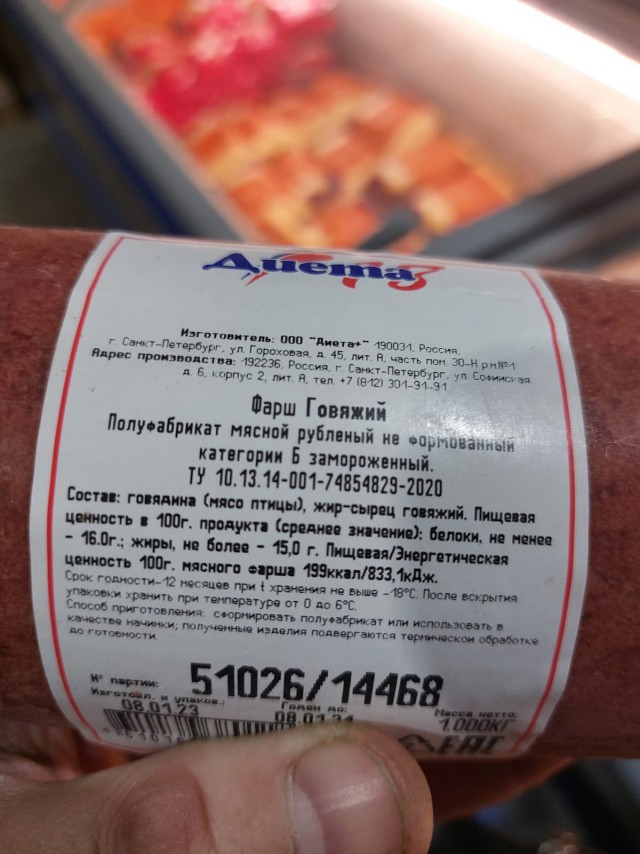 Диета
Изготовитель: ООО "Диета+" 190031, Россия,
г. Санкт-Петербург, ул. Гороховая, д. 45, лит. А, часть пом. 30-Н р.м.№1
Адрес производства: 192236, Россия, г. Санкт-Петербург, ул. Софийская
д. 6, корпус 2, лит. А, тел. +7 (812) 301-91-91
Фарш Говяжий
Полуфабрикат мясной рубленый не формованный
категории Б замороженный.
ТУ 10.13.14-001-74854829-2020
Состав: говядина (мясо птицы), жир-сырец говяжий. Пищевая
ценность в 100г. продукта (среднее значение): белоки, не менее
- 16.0г.; жиры, не более - 15,0 г. Пищевая/Энергетическая
ценность 100г. мясного фарша 199ккал/833,1кДж.
Срок годности-12 месяцев при t хранения не выше -18°С. После вскрытия
упаковки хранить при температуре от 0 до 6°С.
Способ приготовления: сформировать полуфабрикат или использовать в
качестве начинки; полученные изделия подвергаются термической обработке
до готовности.
№ партии: 51026/14468
Изготовл. и упаков.: Годен до: Масса нетто:
08.01.23 08.01.24 1.000КГ
ЕАС